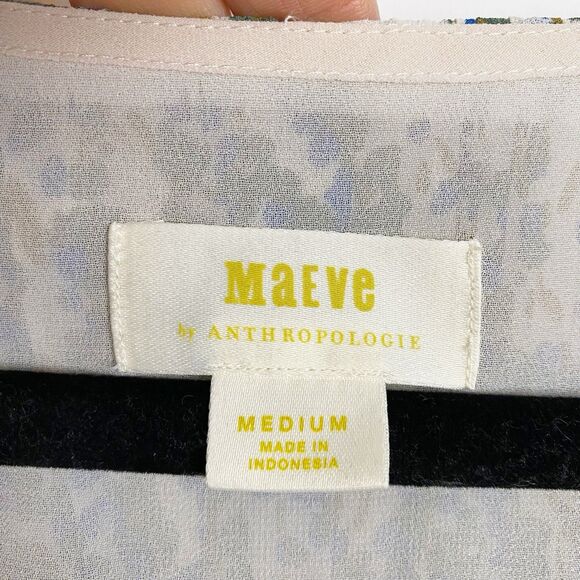 MaEve
by ANTHROPOLOGIE
MEDIUM
MADE IN
INDONESIA